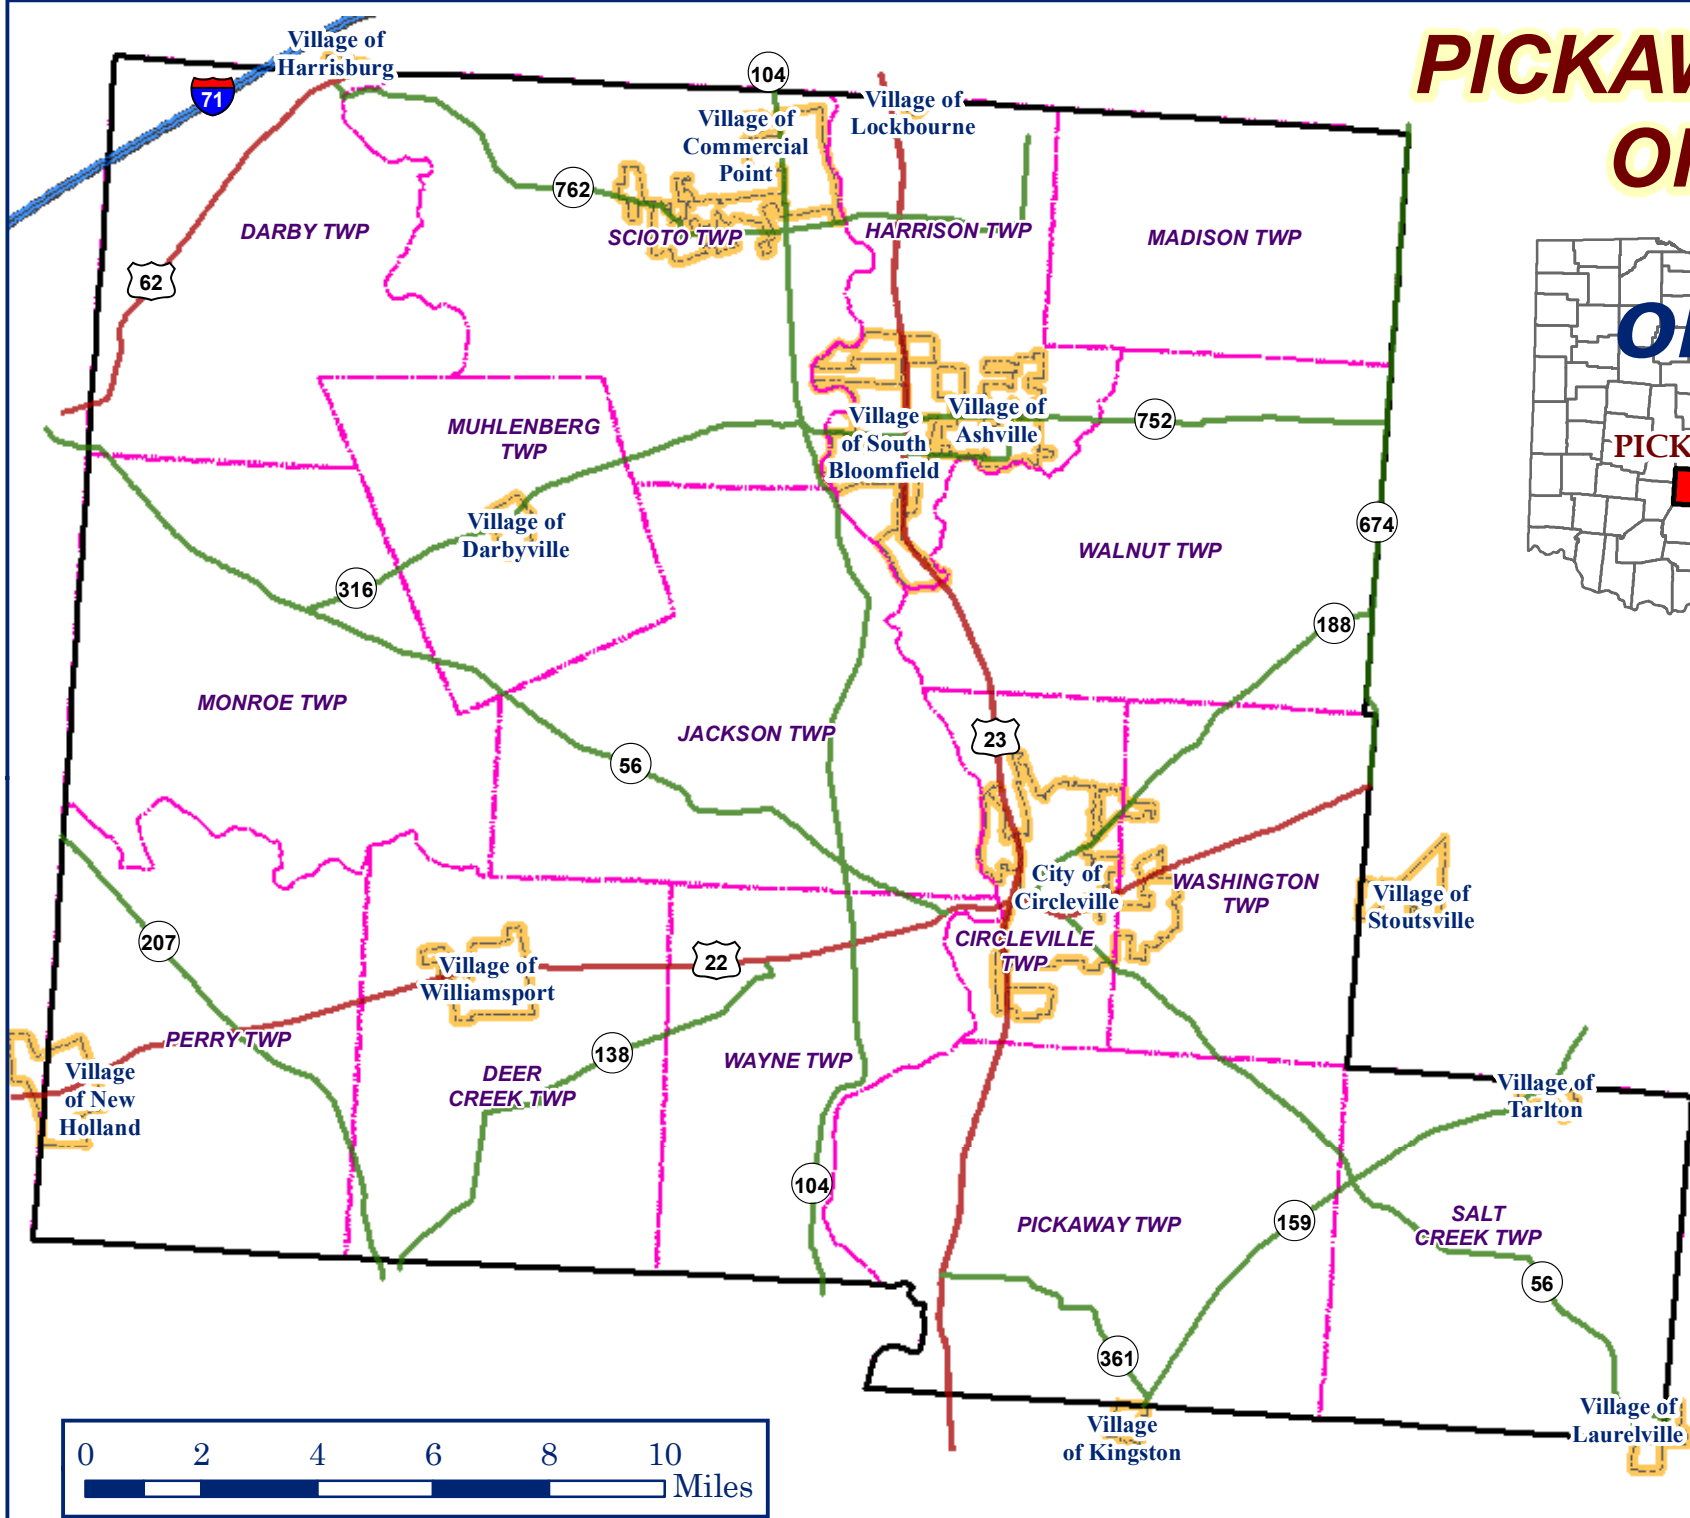 PICKAW
OH
Village of
Harrisburg
71
104
Village of
Lockbourne
Village of
Commercial
Point
762
DARBY TWP
SCIOTO TWP
HARRISON TWP
MADISON TWP
62
OH
PICK
MUHLENBERG
TWP
Village
of South
Bloomfield
Village of
Ashville
752
674
Village of
Darbyville
WALNUT TWP
316
188
MONROE TWP
JACKSON TWP
23
56
City of
Circleville
WASHINGTON
TWP
Village of
Stoutsville
207
CIRCLEVILLE
TWP
22
Village of
Williamsport
PERRY TWP
138
WAYNE TWP
DEER
CREEK TWP
Village
of New
Holland
Village of
Tarlton
104
PICKAWAY TWP
159
SALT
CREEK TWP
56
361
Village
of Kingston
Village of
Laurelville
0 2 4 6 8 10
Miles